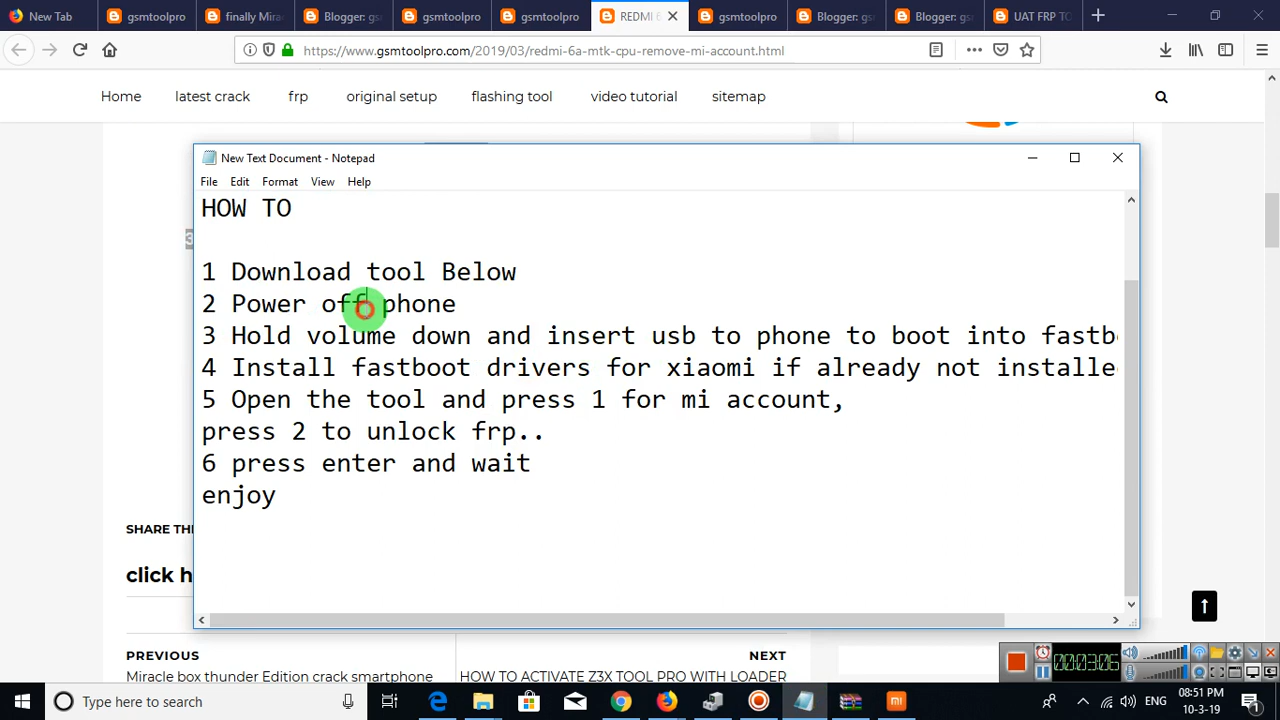 New Tab
gsmtoolpro
finally Mira
Blogger: gs
gsmtoolpro
gsmtoolpro
REDMI 6
gsmtoolpro
Blogger: gs
Blogger: gs
UAT FRP TO
https://www.gsmtoolpro.com/2019/03/redmi-6a-mtk-cpu-remove-mi-account.html
Home
latest crack
frp
original setup
flashing tool
video tutorial
sitemap
New Text Document - Notepad
File Edit Format View Help
HOW TO
1 Download tool Below
2 Power off phone
3 Hold volume down and insert usb to phone to boot into fastb
4 Install fastboot drivers for xiaomi if already not installe
5 Open the tool and press 1 for mi account,
press 2 to unlock frp..
6 press enter and wait
enjoy
3
SHARE TH
click h
PREVIOUS
Miracle box thunder Edition crack smartphone
NEXT
HOW TO ACTIVATE Z3X TOOL PRO WITH LOADER
00:03:06
Type here to search
ENG
08:51 PM
10-3-19
1